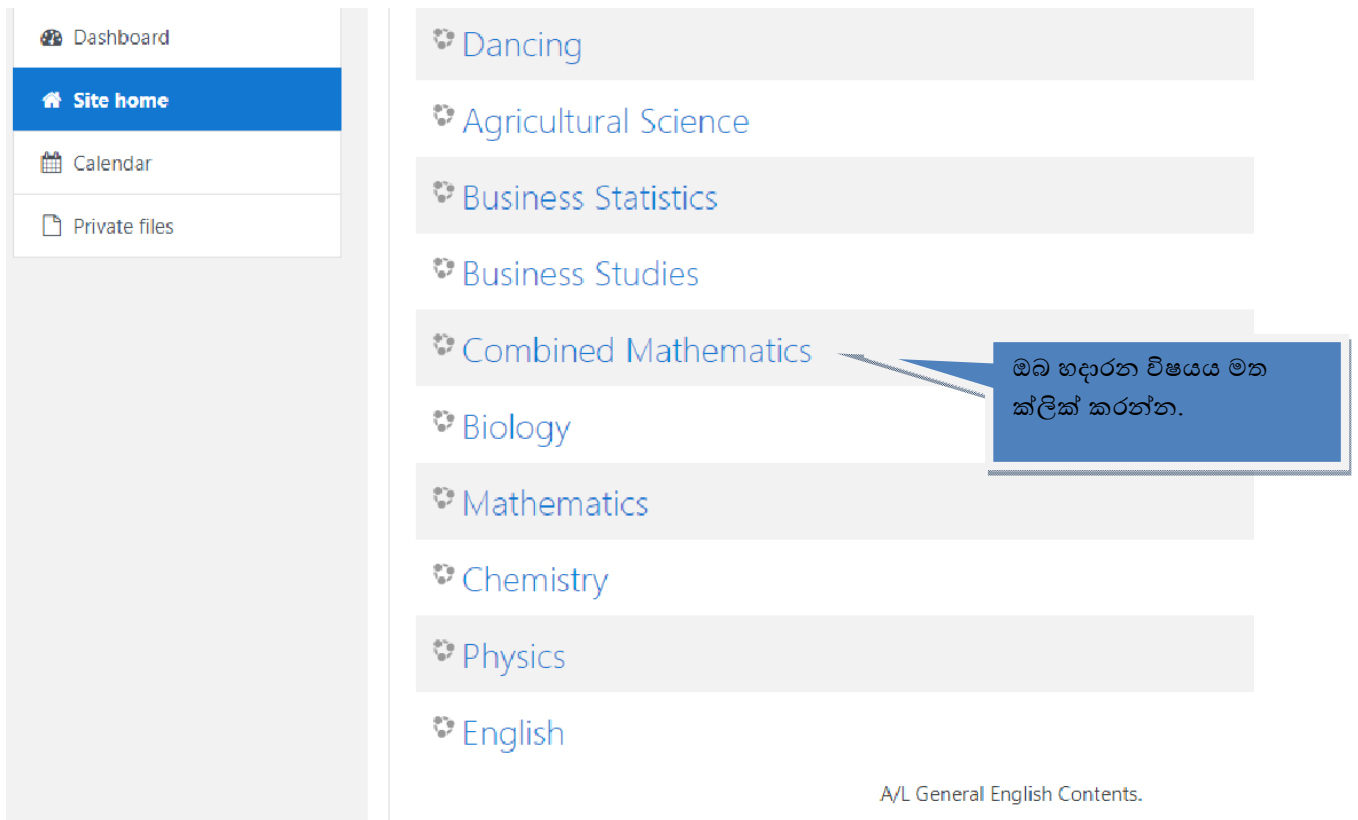 Dashboard
Site home
Calendar
Private files
Dancing
Agricultural Science
Business Statistics
Business Studies
Combined Mathematics
ඔබ හදාරන විෂයය මත
ක්ලික් කරන්න.
Biology
Mathematics
Chemistry
Physics
English
A/L General English Contents.